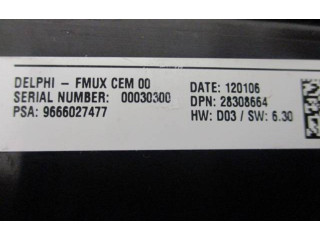 DELPHI - FMUX CEM 00
SERIAL NUMBER: 00030300
PSA: 9666027477
DATE: 120106
DPN: 28308664
HW: D03 / SW: 6.30